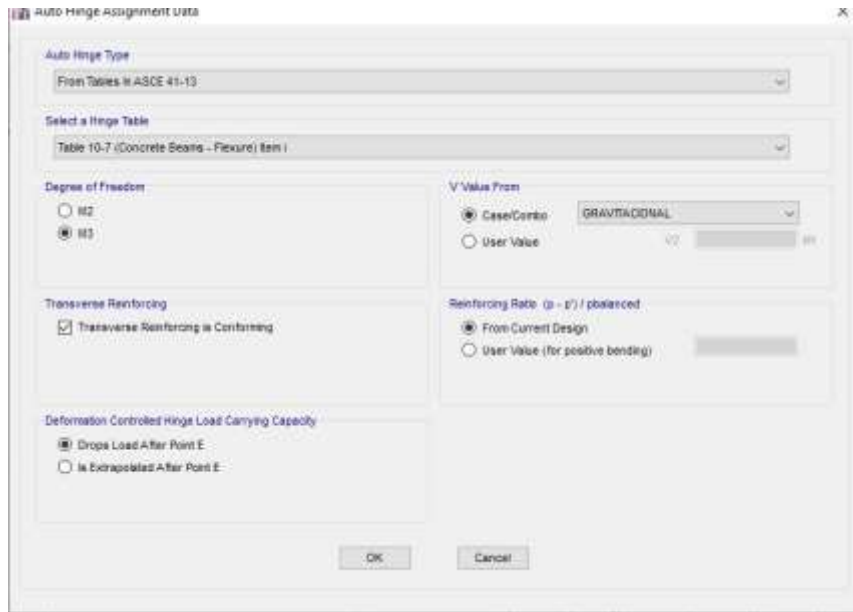 Auto Hinge Assignment Data
Auto Hinge Type
From Tables in ASCE 41-13
Select a Hinge Table
Table 10-7 (Concrete Beams - Flexure) Item i
Degree of Freedom
M2
M3
V Value From
Case/Combo
GRAVITACIONAL
User Value
V2
Transverse Reinforcing
Transverse Reinforcing is Conforming
Reinforcing Ratio (p - p') / pbalanced
From Current Design
User Value (for positive bending)
Deformation Controlled Hinge Load Carrying Capacity
Drops Load After Point E
Is Extrapolated After Point E
OK
Cancel